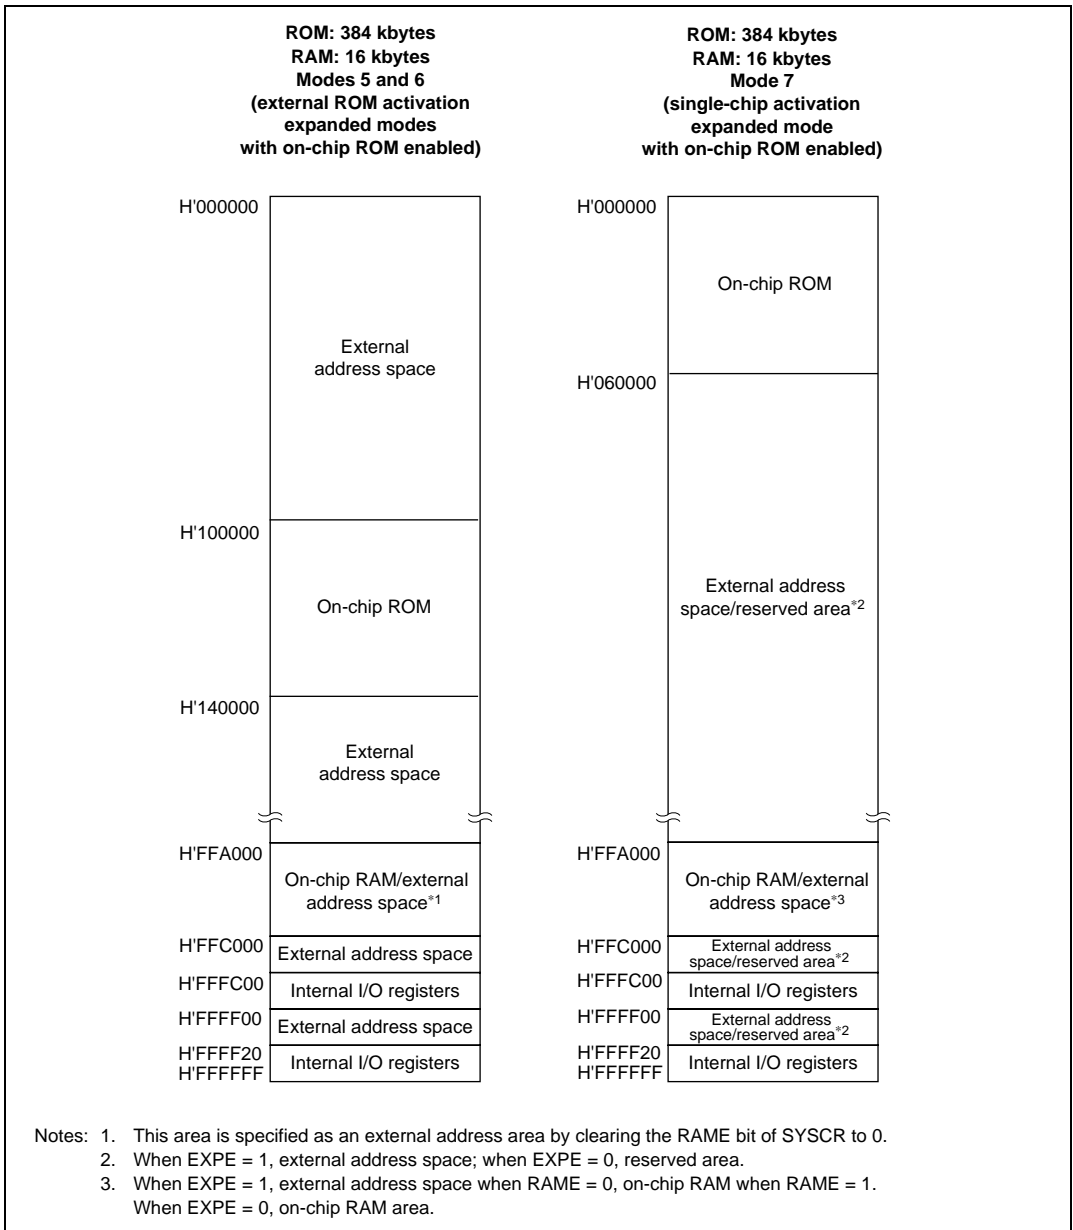 ROM: 384 kbytes
RAM: 16 kbytes
Modes 5 and 6
(external ROM activation
expanded modes
with on-chip ROM enabled)
H'000000
External
address space
H'100000
On-chip ROM
H'140000
External
address space
H'FFA000
On-chip RAM/external
address space*1
H'FFC000
External address space
H'FFFC00
Internal I/O registers
H'FFFF00
External address space
H'FFFF20
Internal I/O registers
H'FFFFFF
ROM: 384 kbytes
RAM: 16 kbytes
Mode 7
(single-chip activation
expanded mode
with on-chip ROM enabled)
H'000000
On-chip ROM
H'060000
External address
space/reserved area*2
H'FFA000
On-chip RAM/external
address space*3
H'FFC000
External address
space/reserved area*2
H'FFFC00
Internal I/O registers
H'FFFF00
External address
space/reserved area*2
H'FFFF20
Internal I/O registers
H'FFFFFF
Notes: 1. This area is specified as an external address area by clearing the RAME bit of SYSCR to 0.
2. When EXPE = 1, external address space; when EXPE = 0, reserved area.
3. When EXPE = 1, external address space when RAME = 0, on-chip RAM when RAME = 1.
When EXPE = 0, on-chip RAM area.